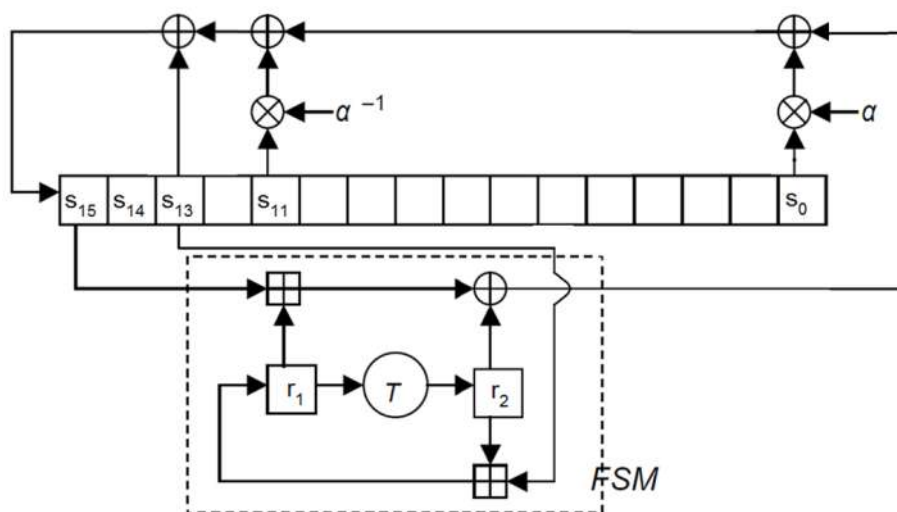 α⁻¹
α
s₁₅ s₁₄ s₁₃ s₁₁ s₀
r₁ T r₂
FSM